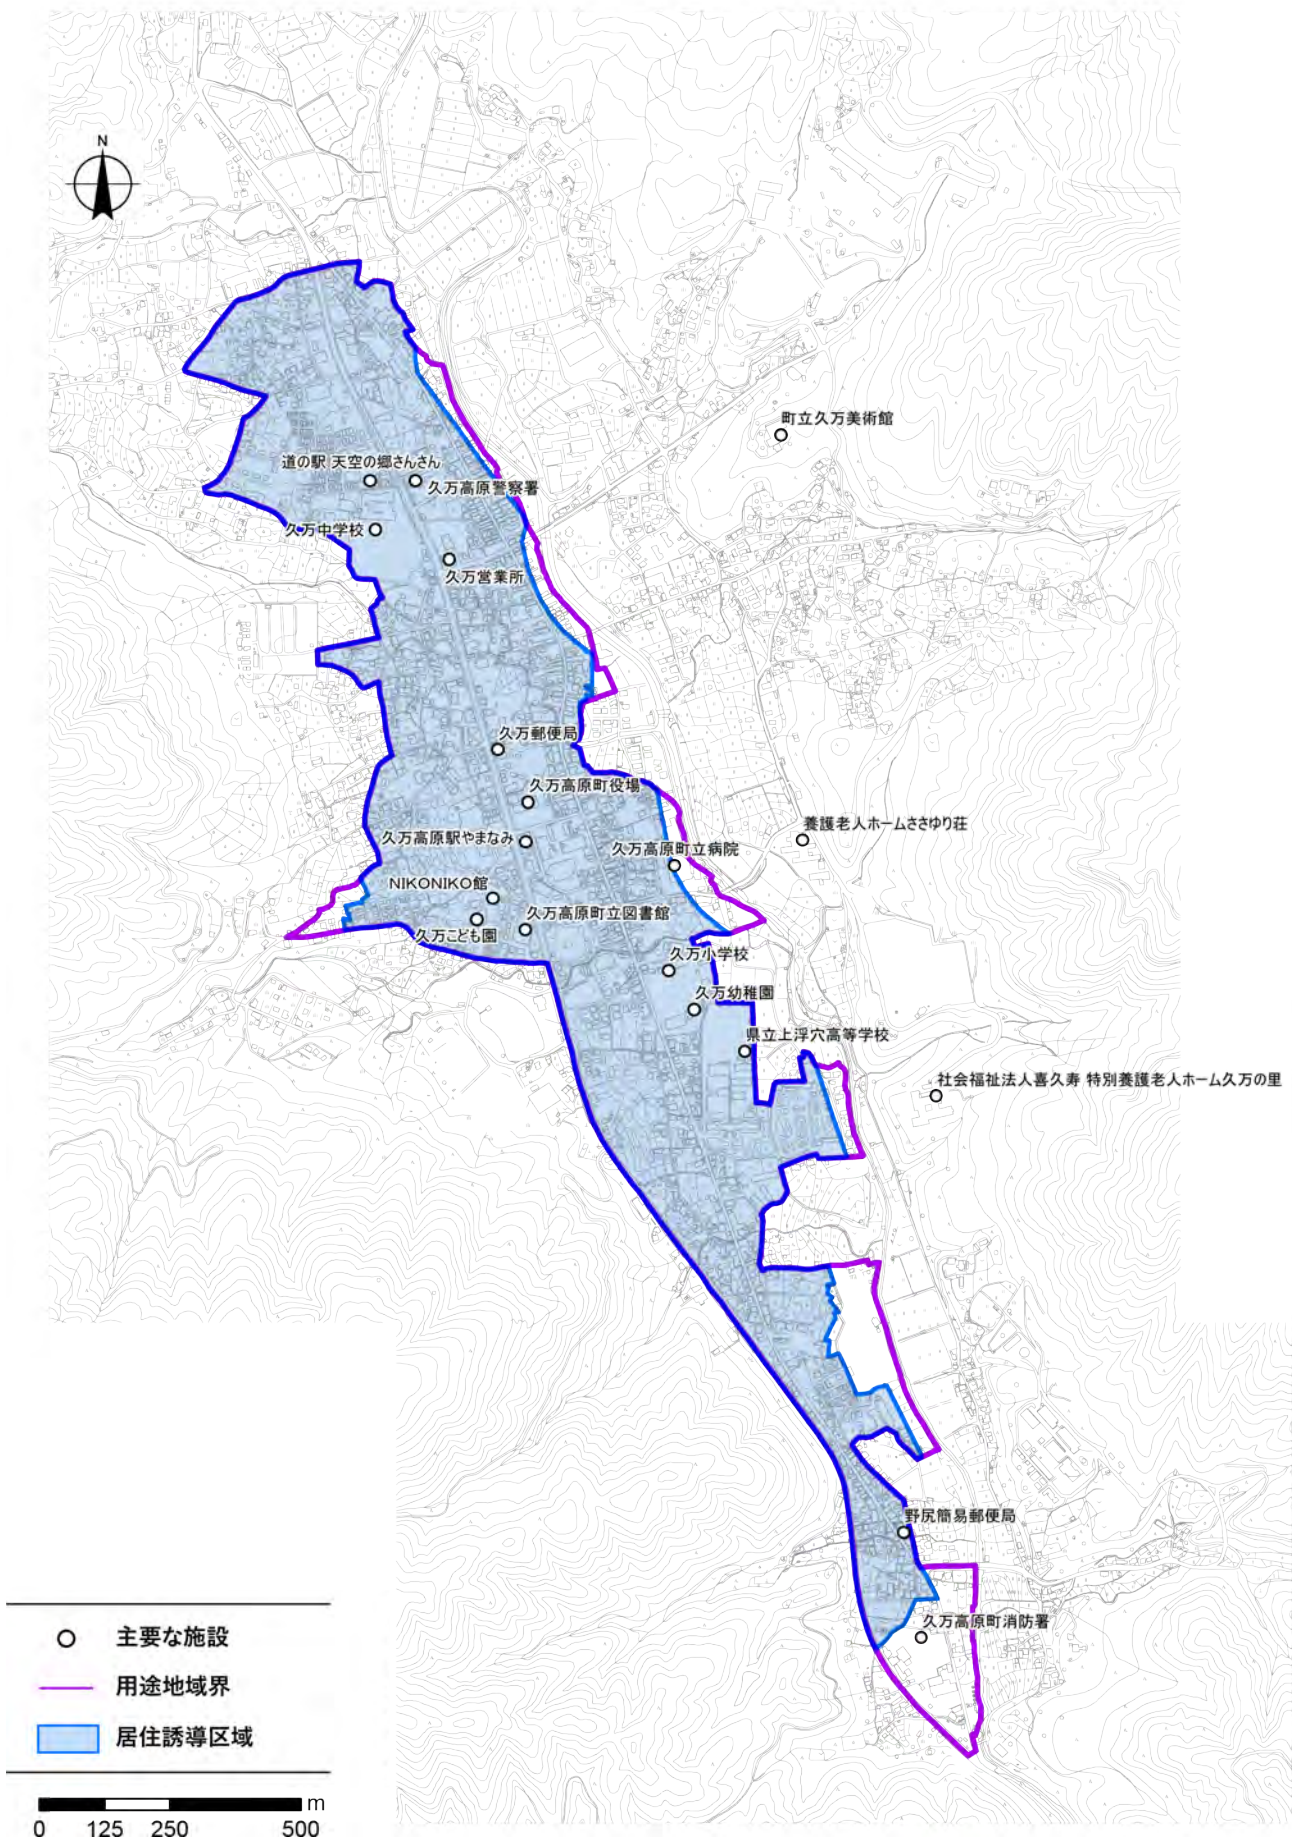 N
町立久万美術館
道の駅 天空の郷さんさん
久万高原警察署
久万中学校
久万営業所
久万郵便局
久万高原町役場
久万高原駅やまなみ
養護老人ホームささゆり荘
久万高原町立病院
NIKONIKO館
久万高原町立図書館
久万こども園
久万小学校
久万幼稚園
県立上浮穴高等学校
社会福祉法人喜久寿 特別養護老人ホーム久万の里
野尻簡易郵便局
久万高原町消防署
主要な施設
用途地域界
居住誘導区域
m
0 125 250 500